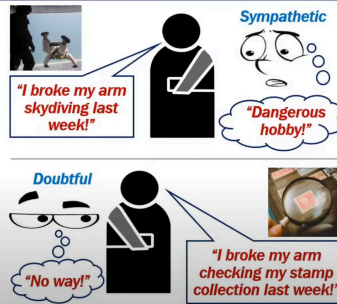 Sympathetic
"I broke my arm
skydiving last
week!"
"Dangerous
hobby!"
Doubtful
"No way!"
"I broke my arm
checking my stamp
collection last week!"